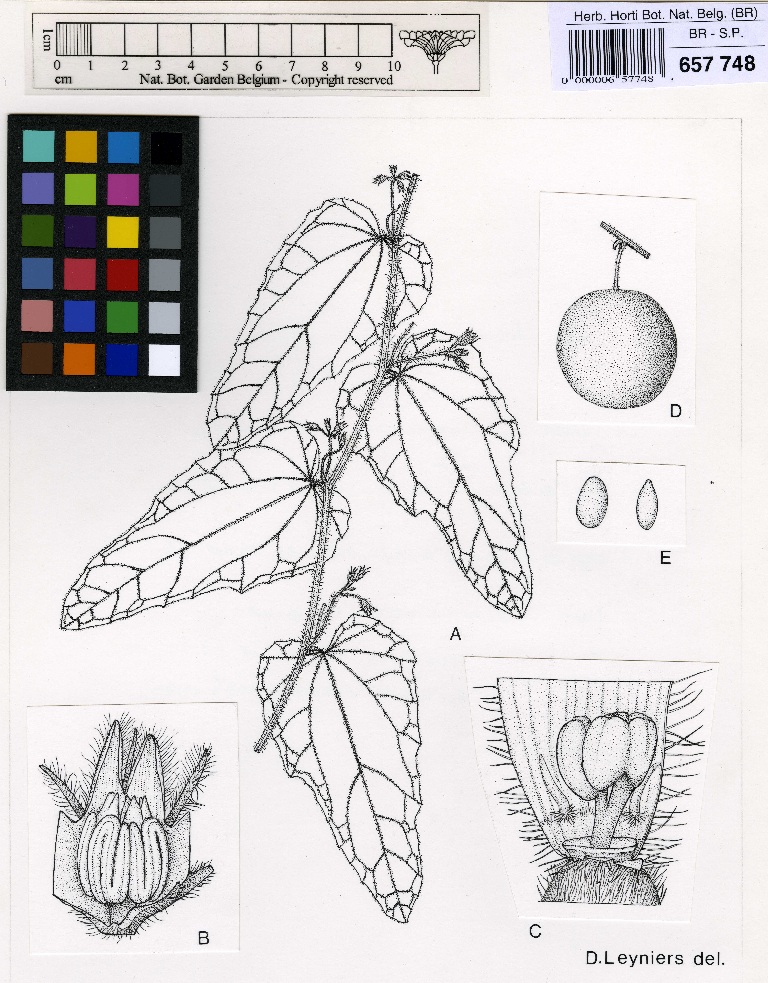 1cm
0 1 2 3 4 5 6 7 8 9 10
cm
Nat. Bot. Garden Belgium - Copyright reserved
Herb. Horti Bot. Nat. Belg. (BR)
BR - S.P.
657 748
0 000006 57748
D
E
A
B
C
D.Leyniers del.